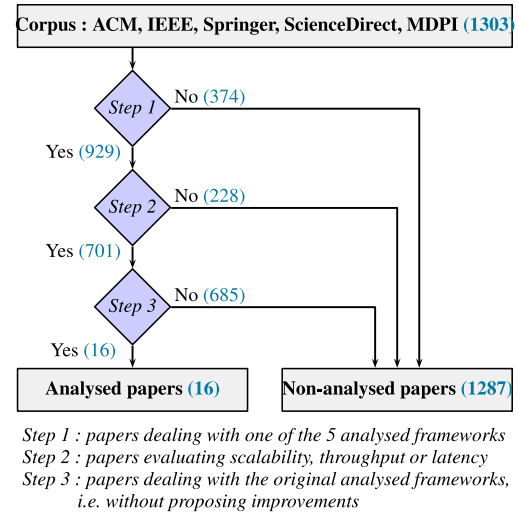 Corpus : ACM, IEEE, Springer, ScienceDirect, MDPI (1303)
Step 1
No (374)
Yes (929)
Step 2
No (228)
Yes (701)
Step 3
No (685)
Yes (16)
Analysed papers (16)
Non-analysed papers (1287)
Step 1 : papers dealing with one of the 5 analysed frameworks
Step 2 : papers evaluating scalability, throughput or latency
Step 3 : papers dealing with the original analysed frameworks,
i.e. without proposing improvements